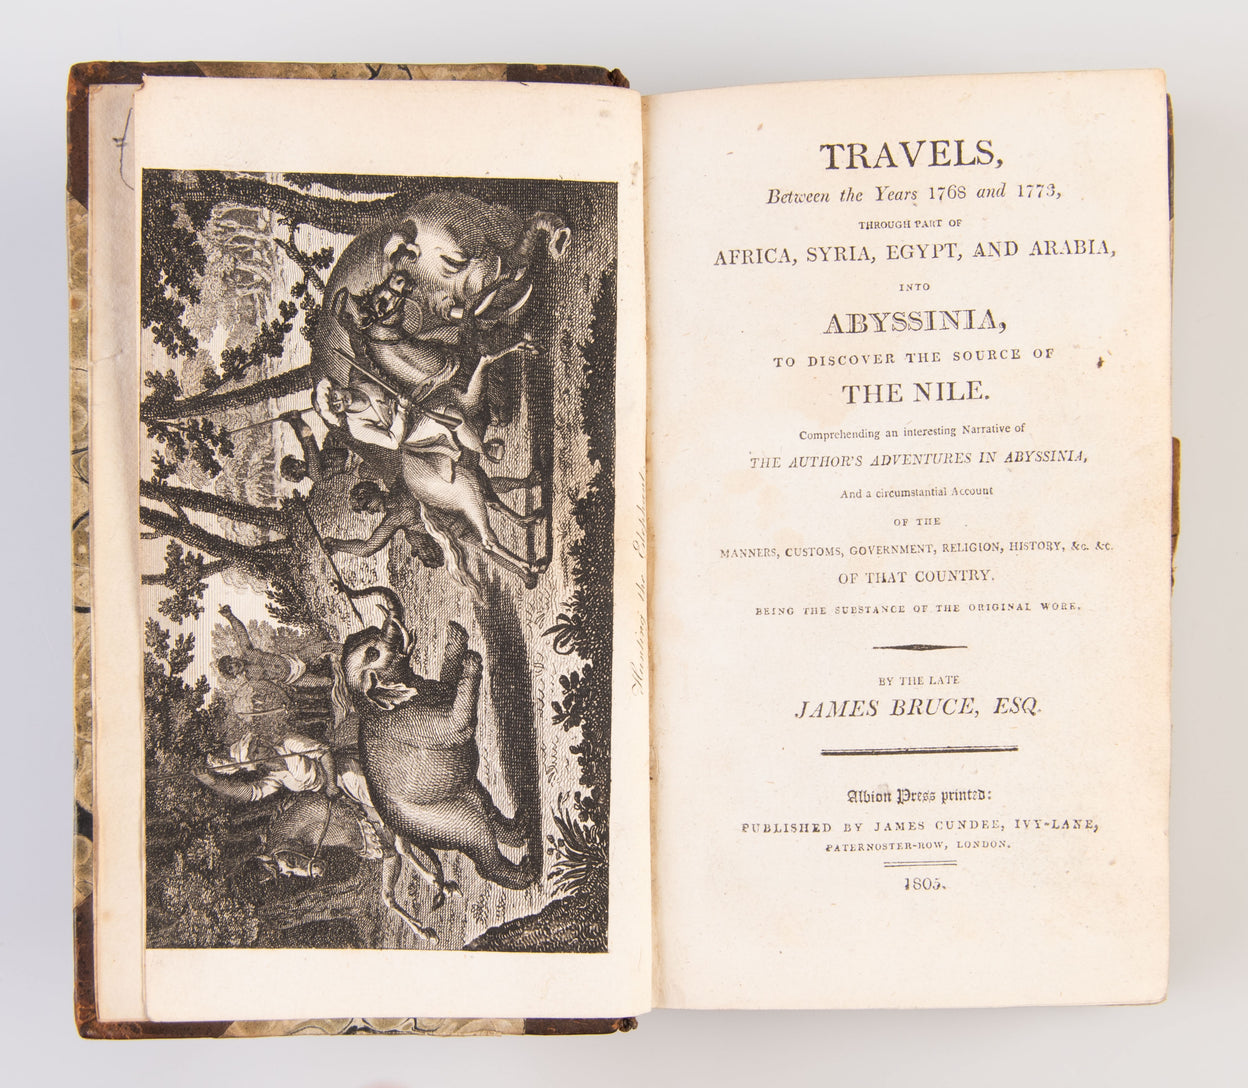 Hunting the Elephant.
TRAVELS,
Between the Years 1768 and 1773,
THROUGH PART OF
AFRICA, SYRIA, EGYPT, AND ARABIA,
INTO
ABYSSINIA,
TO DISCOVER THE SOURCE OF
THE NILE.
Comprehending an interesting Narrative of
THE AUTHOR'S ADVENTURES IN ABYSSINIA,
And a circumstantial Account
OF THE
MANNERS, CUSTOMS, GOVERNMENT, RELIGION, HISTORY, &c. &c.
OF THAT COUNTRY.
BEING THE SUBSTANCE OF THE ORIGINAL WORK.
BY THE LATE
JAMES BRUCE, ESQ.
Albion Press printed:
PUBLISHED BY JAMES CUNDEE, IVY-LANE,
PATERNOSTER-ROW, LONDON.
1805.